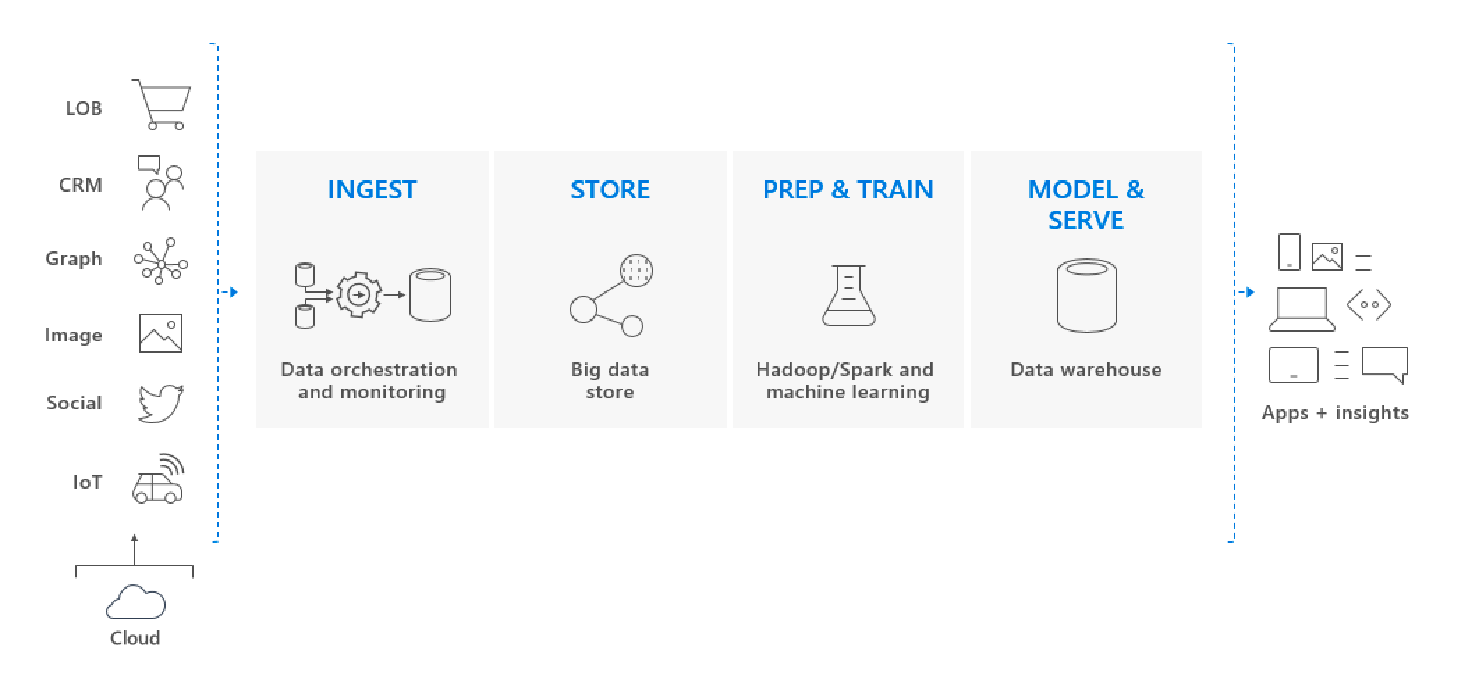 LOB
CRM
Graph
Image
Social
IoT
Cloud
INGEST
Data orchestration
and monitoring
STORE
Big data
store
PREP & TRAIN
Hadoop/Spark and
machine learning
MODEL &
SERVE
Data warehouse
Apps + insights